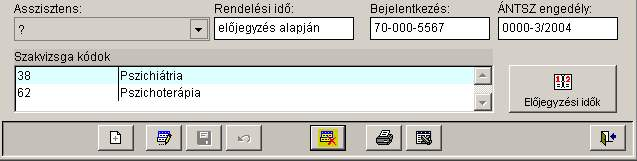 Asszisztens: Rendelési idő: Bejelentkezés: ÁNTSZ engedély:
? előjegyzés alapján 70-000-5567 0000-3/2004
Szakvizsga kódok
38 Pszichiátria
62 Pszichoterápia
Előjegyzési idők